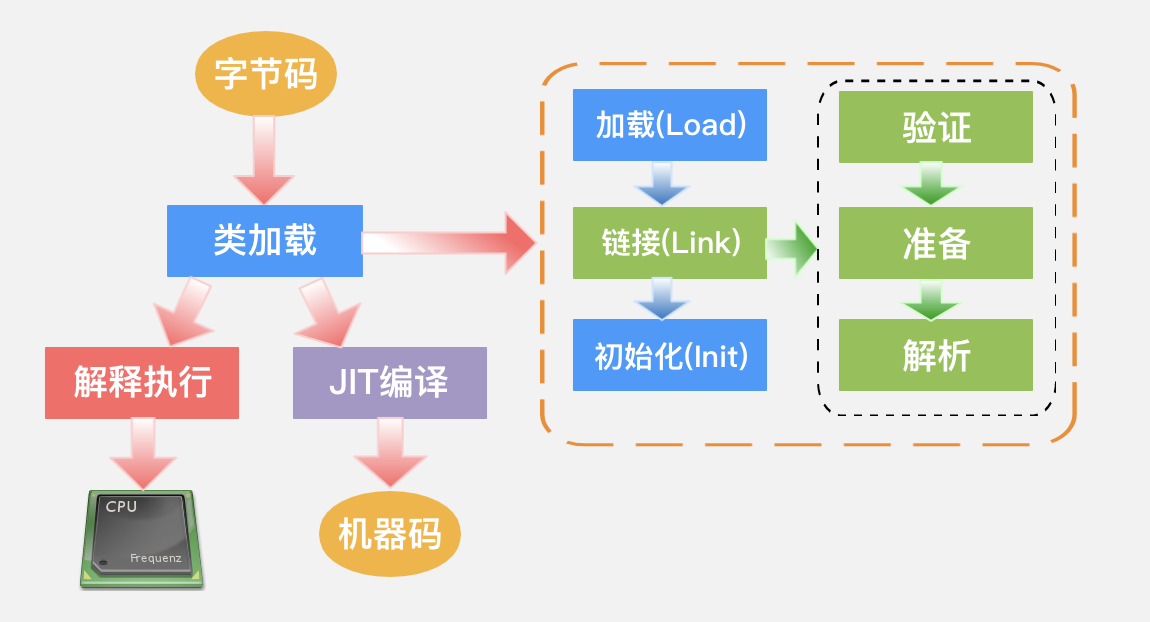 字节码
类加载
解释执行
JIT编译
CPU
Frequenz
机器码
加载(Load)
链接(Link)
初始化(Init)
验证
准备
解析